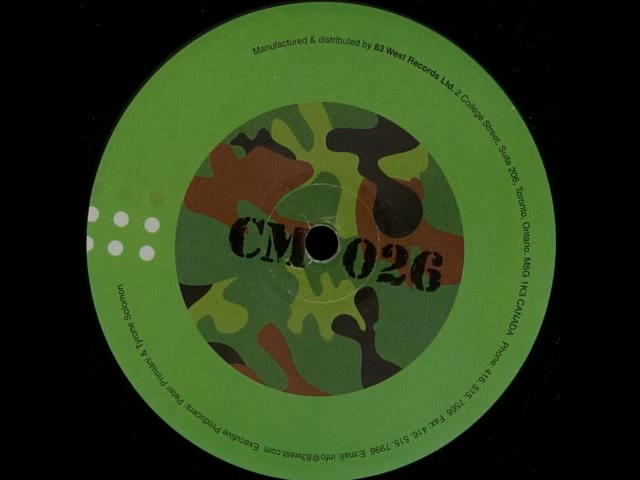 Manufactured & distributed by 83 West Records Ltd. 2 College Street, Suite 206, Toronto, Ontario. M5G 1K3 CANADA Phone: 416. 515. 7566 Fax: 416. 515. 7996 E:mail: info@83west.com Executive Producers: Peter Primiani & Tyrone Solomon
CM 026